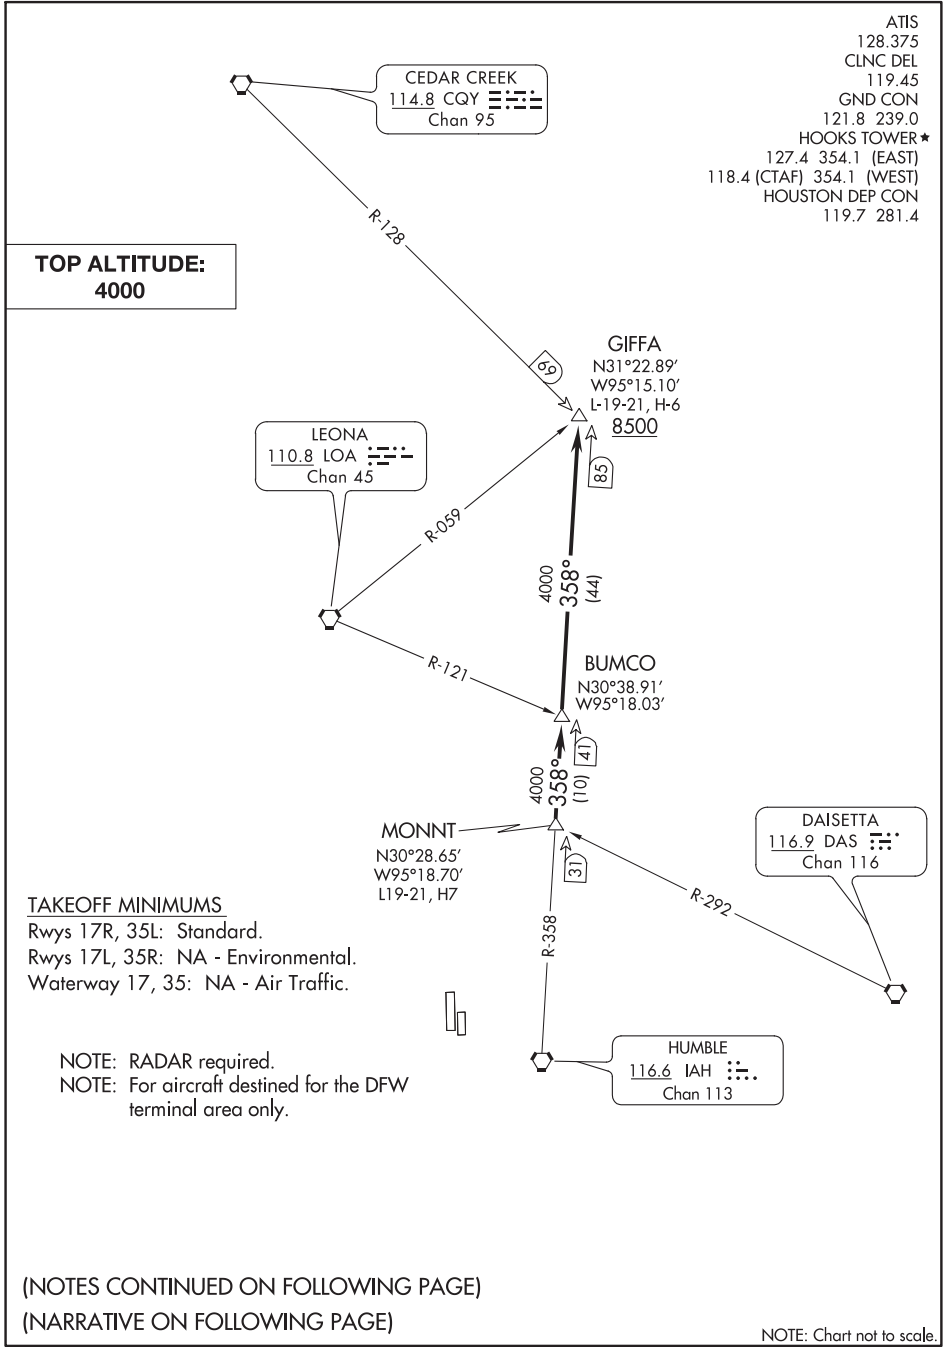 ATIS
128.375
CLNC DEL
119.45
GND CON
121.8 239.0
HOOKS TOWER★
127.4 354.1 (EAST)
118.4 (CTAF) 354.1 (WEST)
HOUSTON DEP CON
119.7 281.4
CEDAR CREEK
114.8 CQY
Chan 95
R-128
TOP ALTITUDE:
4000
69
GIFFA
N31°22.89'
W95°15.10'
L-19-21, H-6
8500
LEONA
110.8 LOA
Chan 45
85
R-059
4000
358°
(44)
R-121
BUMCO
N30°38.91'
W95°18.03'
41
4000
358°
(10)
MONNT
N30°28.65'
W95°18.70'
L19-21, H7
31
DAISETTA
116.9 DAS
Chan 116
R-292
R-358
TAKEOFF MINIMUMS
Rwys 17R, 35L: Standard.
Rwys 17L, 35R: NA - Environmental.
Waterway 17, 35: NA - Air Traffic.
HUMBLE
116.6 IAH
Chan 113
NOTE: RADAR required.
NOTE: For aircraft destined for the DFW
terminal area only.
(NOTES CONTINUED ON FOLLOWING PAGE)
(NARRATIVE ON FOLLOWING PAGE)
NOTE: Chart not to scale.